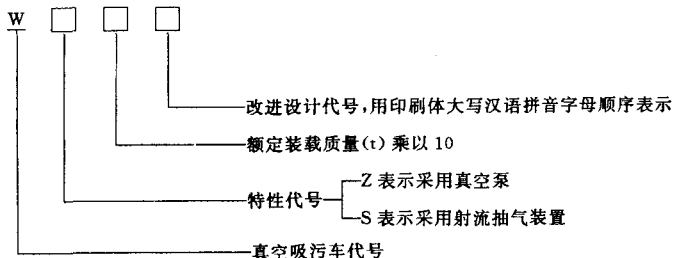 W □ □ □
改进设计代号,用印刷体大写汉语拼音字母顺序表示
额定装载质量(t)乘以10
特性代号
Z 表示采用真空泵
S 表示采用射流抽气装置
真空吸污车代号